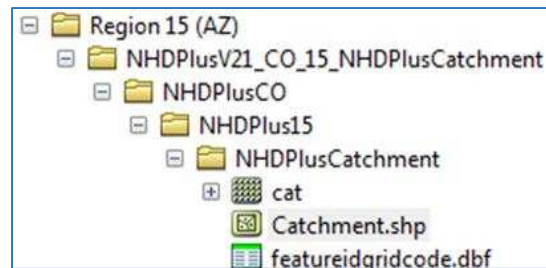 Region 15 (AZ)
NHDPlusV21_CO_15_NHDPlusCatchment
NHDPlusCO
NHDPlus15
NHDPlusCatchment
cat
Catchment.shp
featureidgridcode.dbf